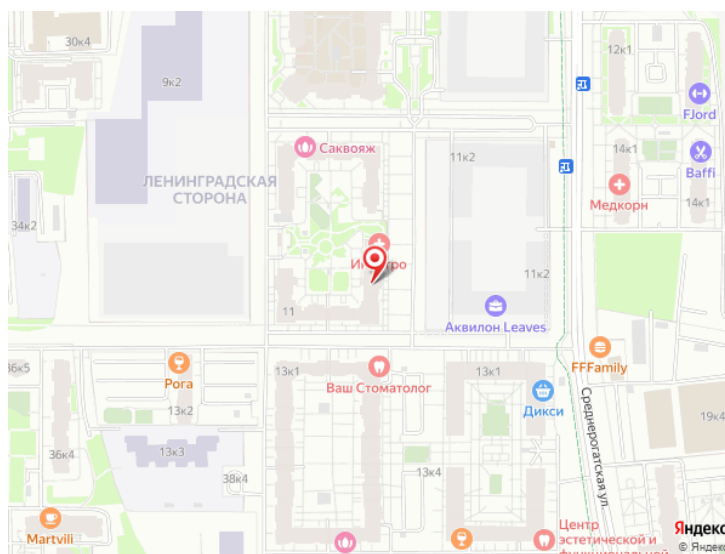 30к4
9к2
12к1
FJord
Саквояж
11к2
14к1
Baffi
ЛЕНИНГРАДСКАЯ
СТОРОНА
Медкорн
14к1
34к2
11к2
11
Аквилон Leaves
36к5
Рога
13к1
Ваш Стоматолог
13к1
FFFamily
Дикси
13к2
Среднерогатская ул.
19к4
36к4
13к3
38к4
13к4
Martvili
Центр
эстетической и
функциональной
Яндекс